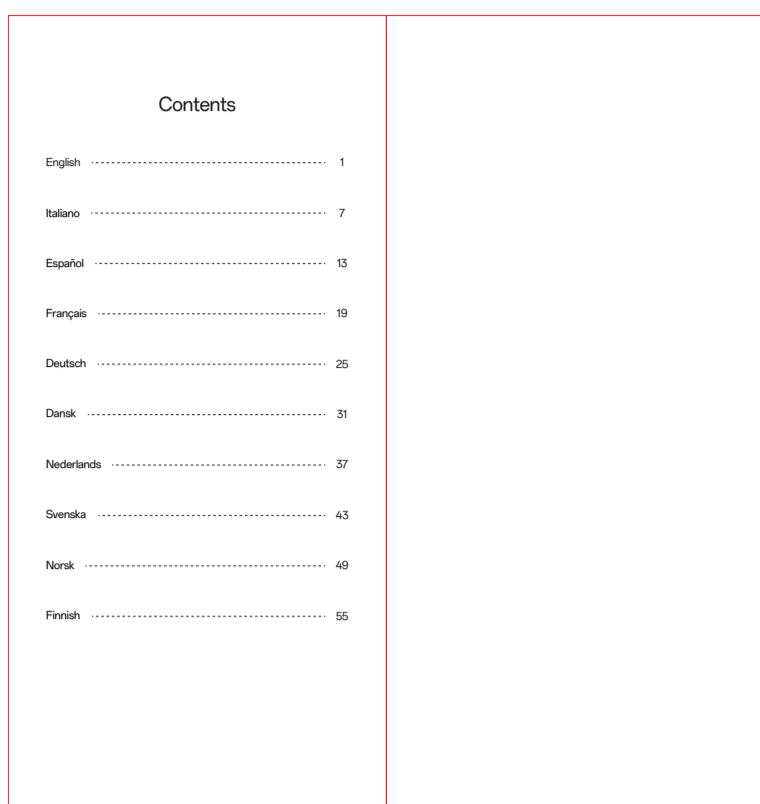 Contents
English 1
Italiano 7
Español 13
Français 19
Deutsch 25
Dansk 31
Nederlands 37
Svenska 43
Norsk 49
Finnish 55